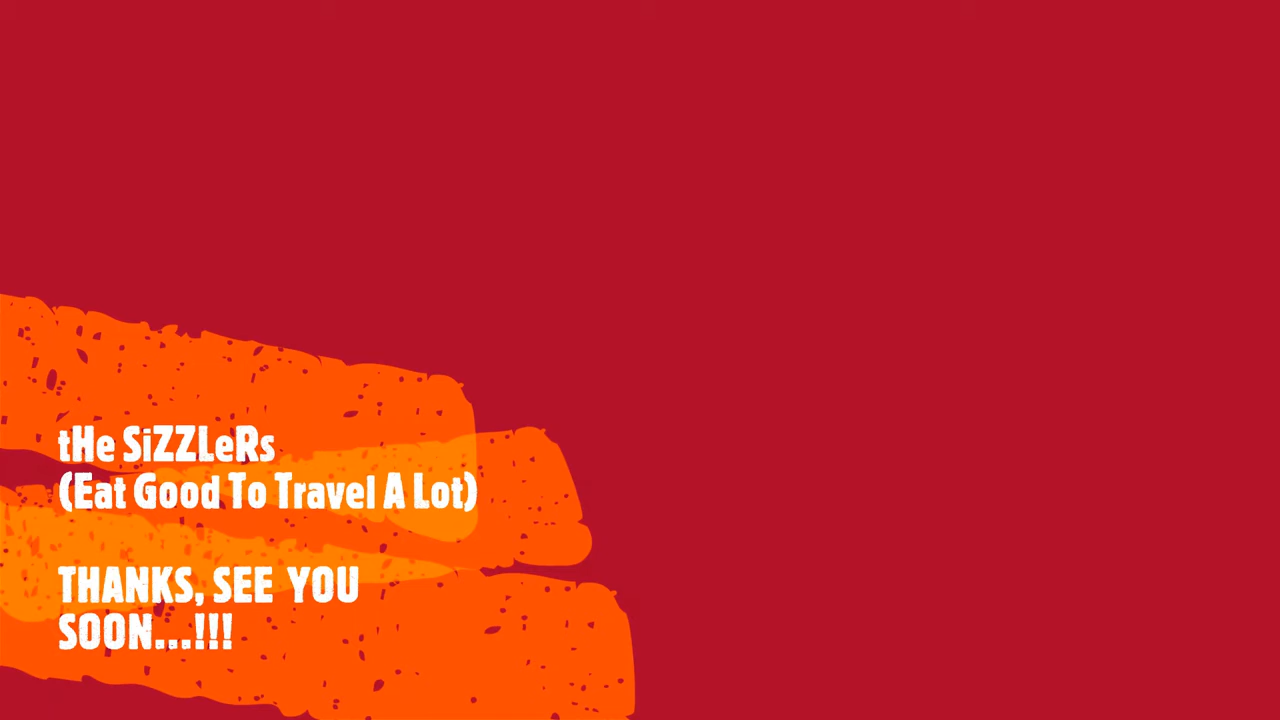 tHe SiZZLeRs
(Eat Good To Travel A Lot)
THANKS, SEE YOU
SOON...!!!